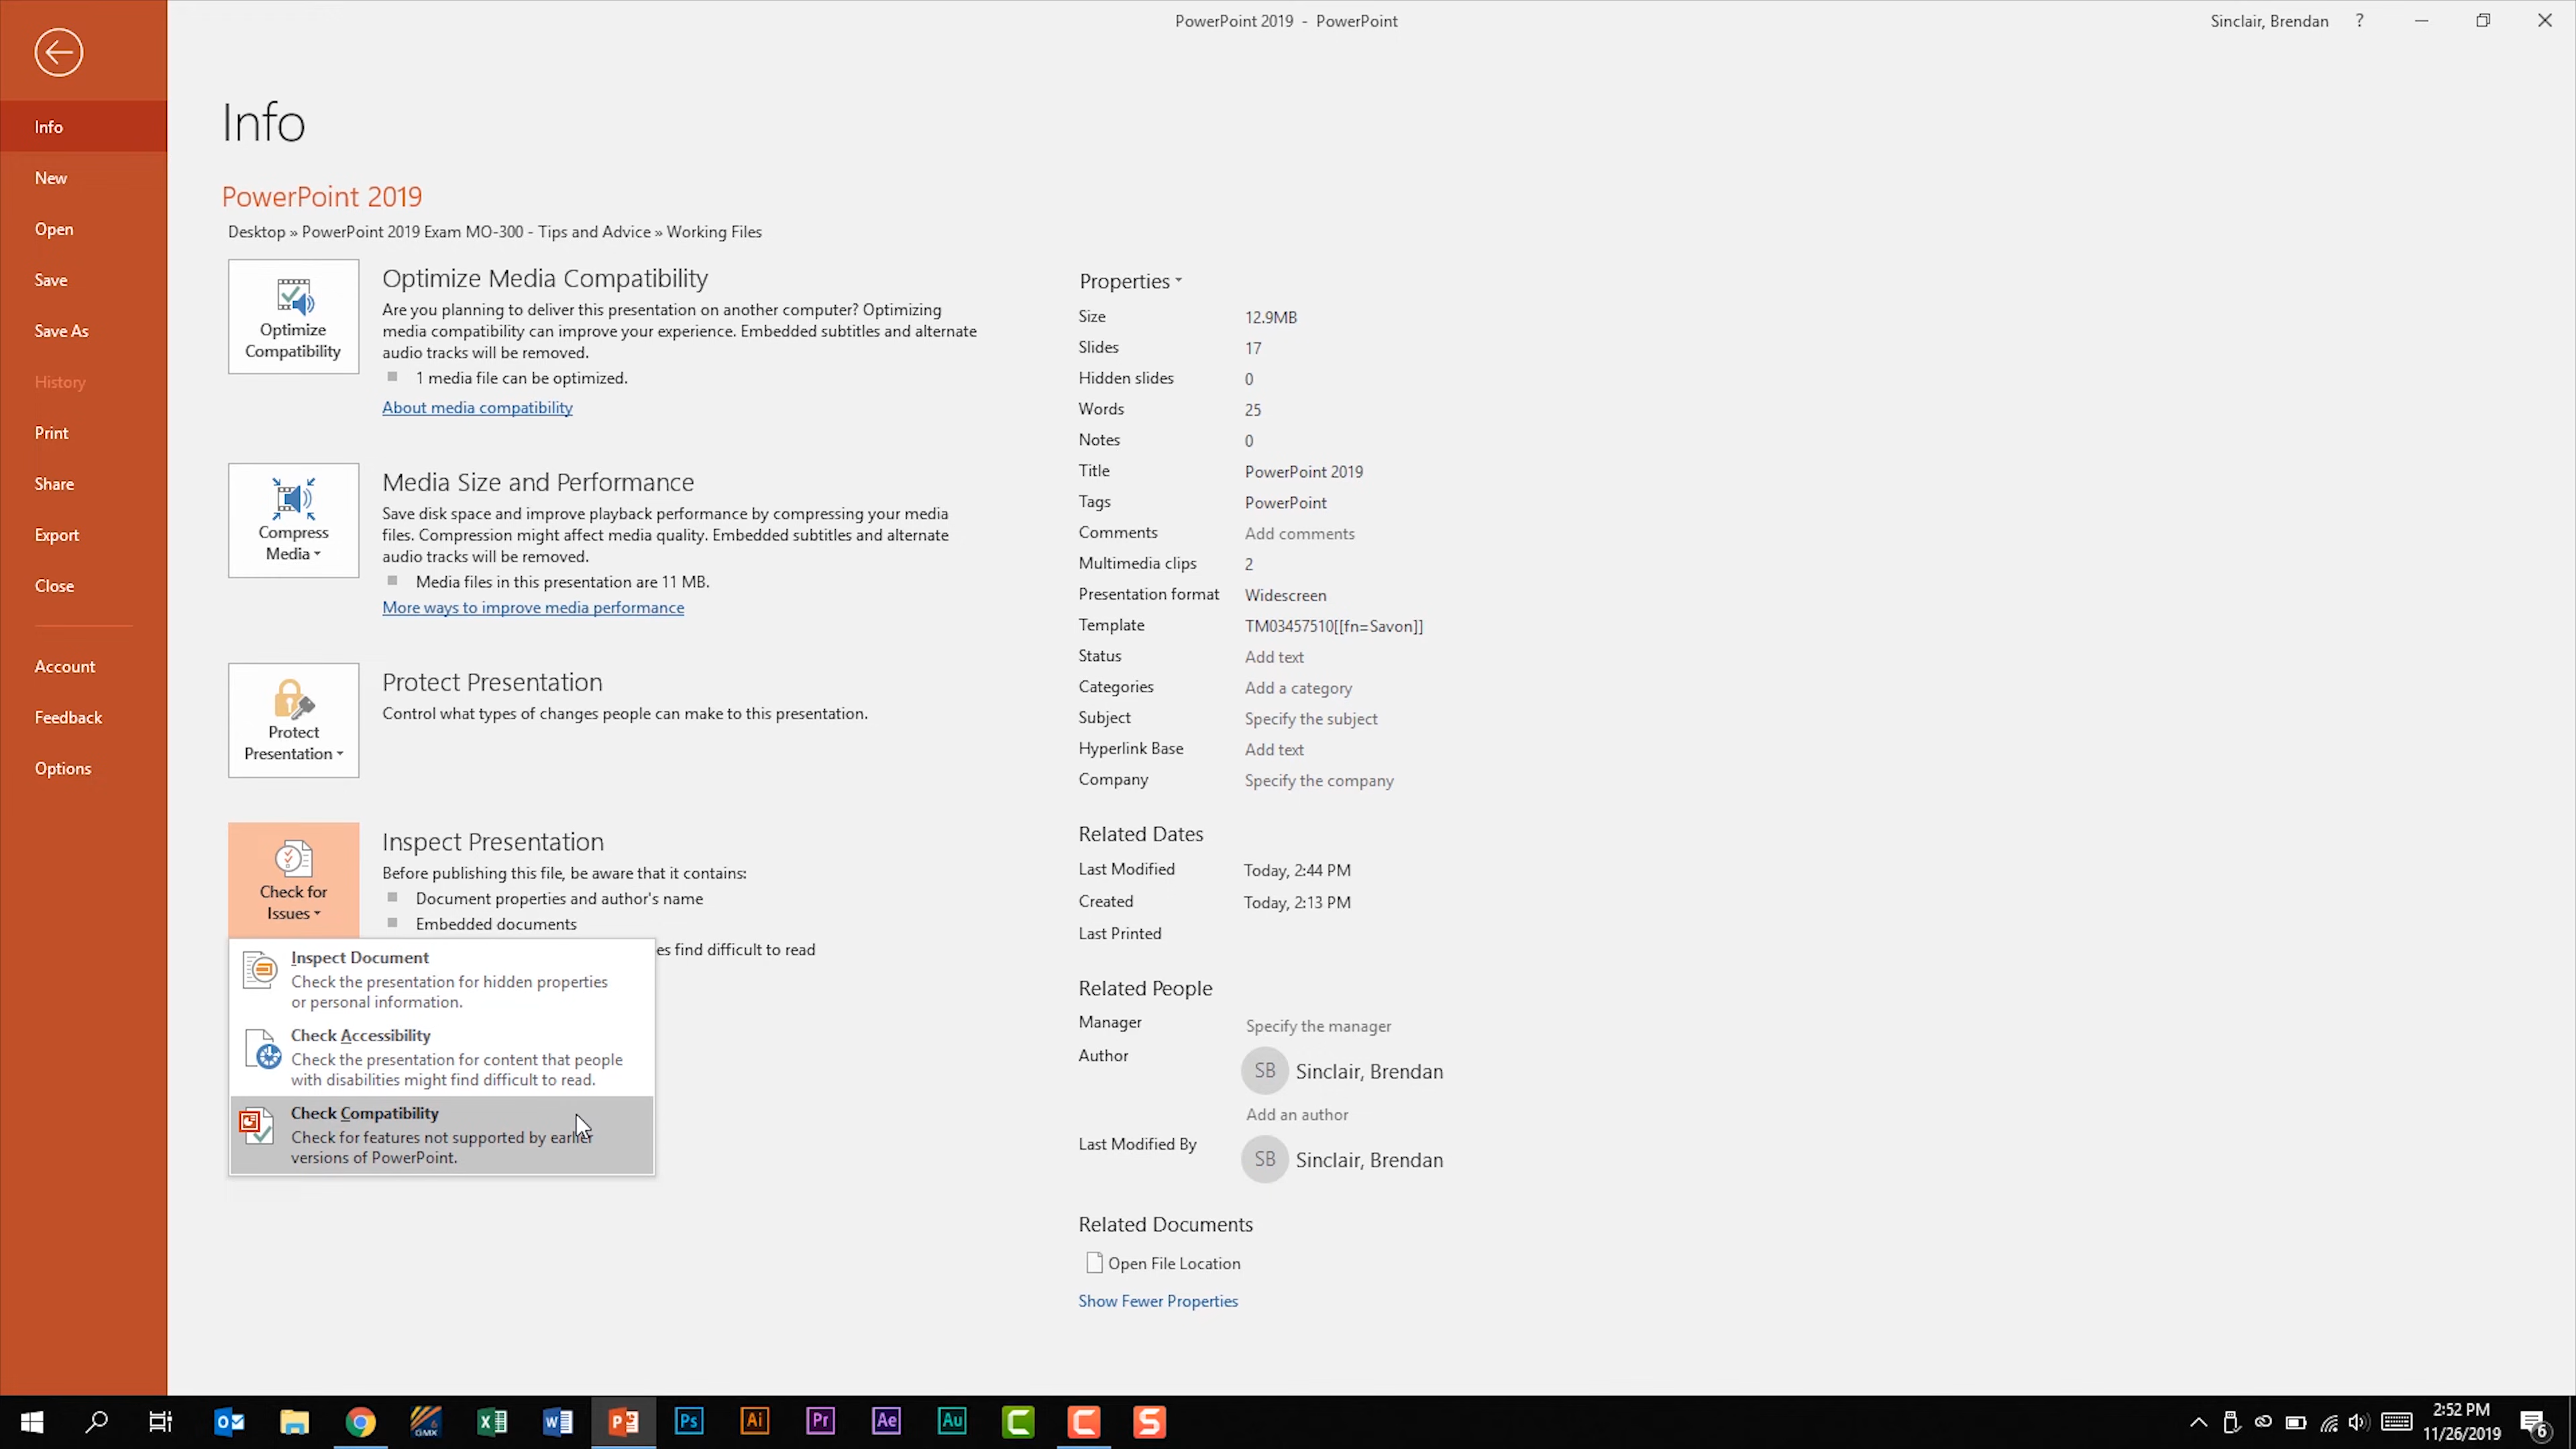 PowerPoint 2019 - PowerPoint
Sinclair, Brendan
?
Info
New
Open
Save
Save As
History
Print
Share
Export
Close
Account
Feedback
Options
Info
PowerPoint 2019
Desktop » PowerPoint 2019 Exam MO-300 - Tips and Advice » Working Files
Optimize
Compatibility
Optimize Media Compatibility
Are you planning to deliver this presentation on another computer? Optimizing
media compatibility can improve your experience. Embedded subtitles and alternate
audio tracks will be removed.
1 media file can be optimized.
About media compatibility
Compress
Media
Media Size and Performance
Save disk space and improve playback performance by compressing your media
files. Compression might affect media quality. Embedded subtitles and alternate
audio tracks will be removed.
Media files in this presentation are 11 MB.
More ways to improve media performance
Protect
Presentation
Protect Presentation
Control what types of changes people can make to this presentation.
Check for
Issues
Inspect Presentation
Before publishing this file, be aware that it contains:
Document properties and author's name
Embedded documents
es find difficult to read
Inspect Document
Check the presentation for hidden properties
or personal information.
Check Accessibility
Check the presentation for content that people
with disabilities might find difficult to read.
Check Compatibility
Check for features not supported by earlier
versions of PowerPoint.
Properties
Size 12.9MB
Slides 17
Hidden slides 0
Words 25
Notes 0
Title PowerPoint 2019
Tags PowerPoint
Comments Add comments
Multimedia clips 2
Presentation format Widescreen
Template TM03457510[[fn=Savon]]
Status Add text
Categories Add a category
Subject Specify the subject
Hyperlink Base Add text
Company Specify the company
Related Dates
Last Modified Today, 2:44 PM
Created Today, 2:13 PM
Last Printed
Related People
Manager Specify the manager
Author SB Sinclair, Brendan
Add an author
Last Modified By SB Sinclair, Brendan
Related Documents
Open File Location
Show Fewer Properties
GMX
Ps
Ai
Pr
Ae
Au
2:52 PM
11/26/2019
6